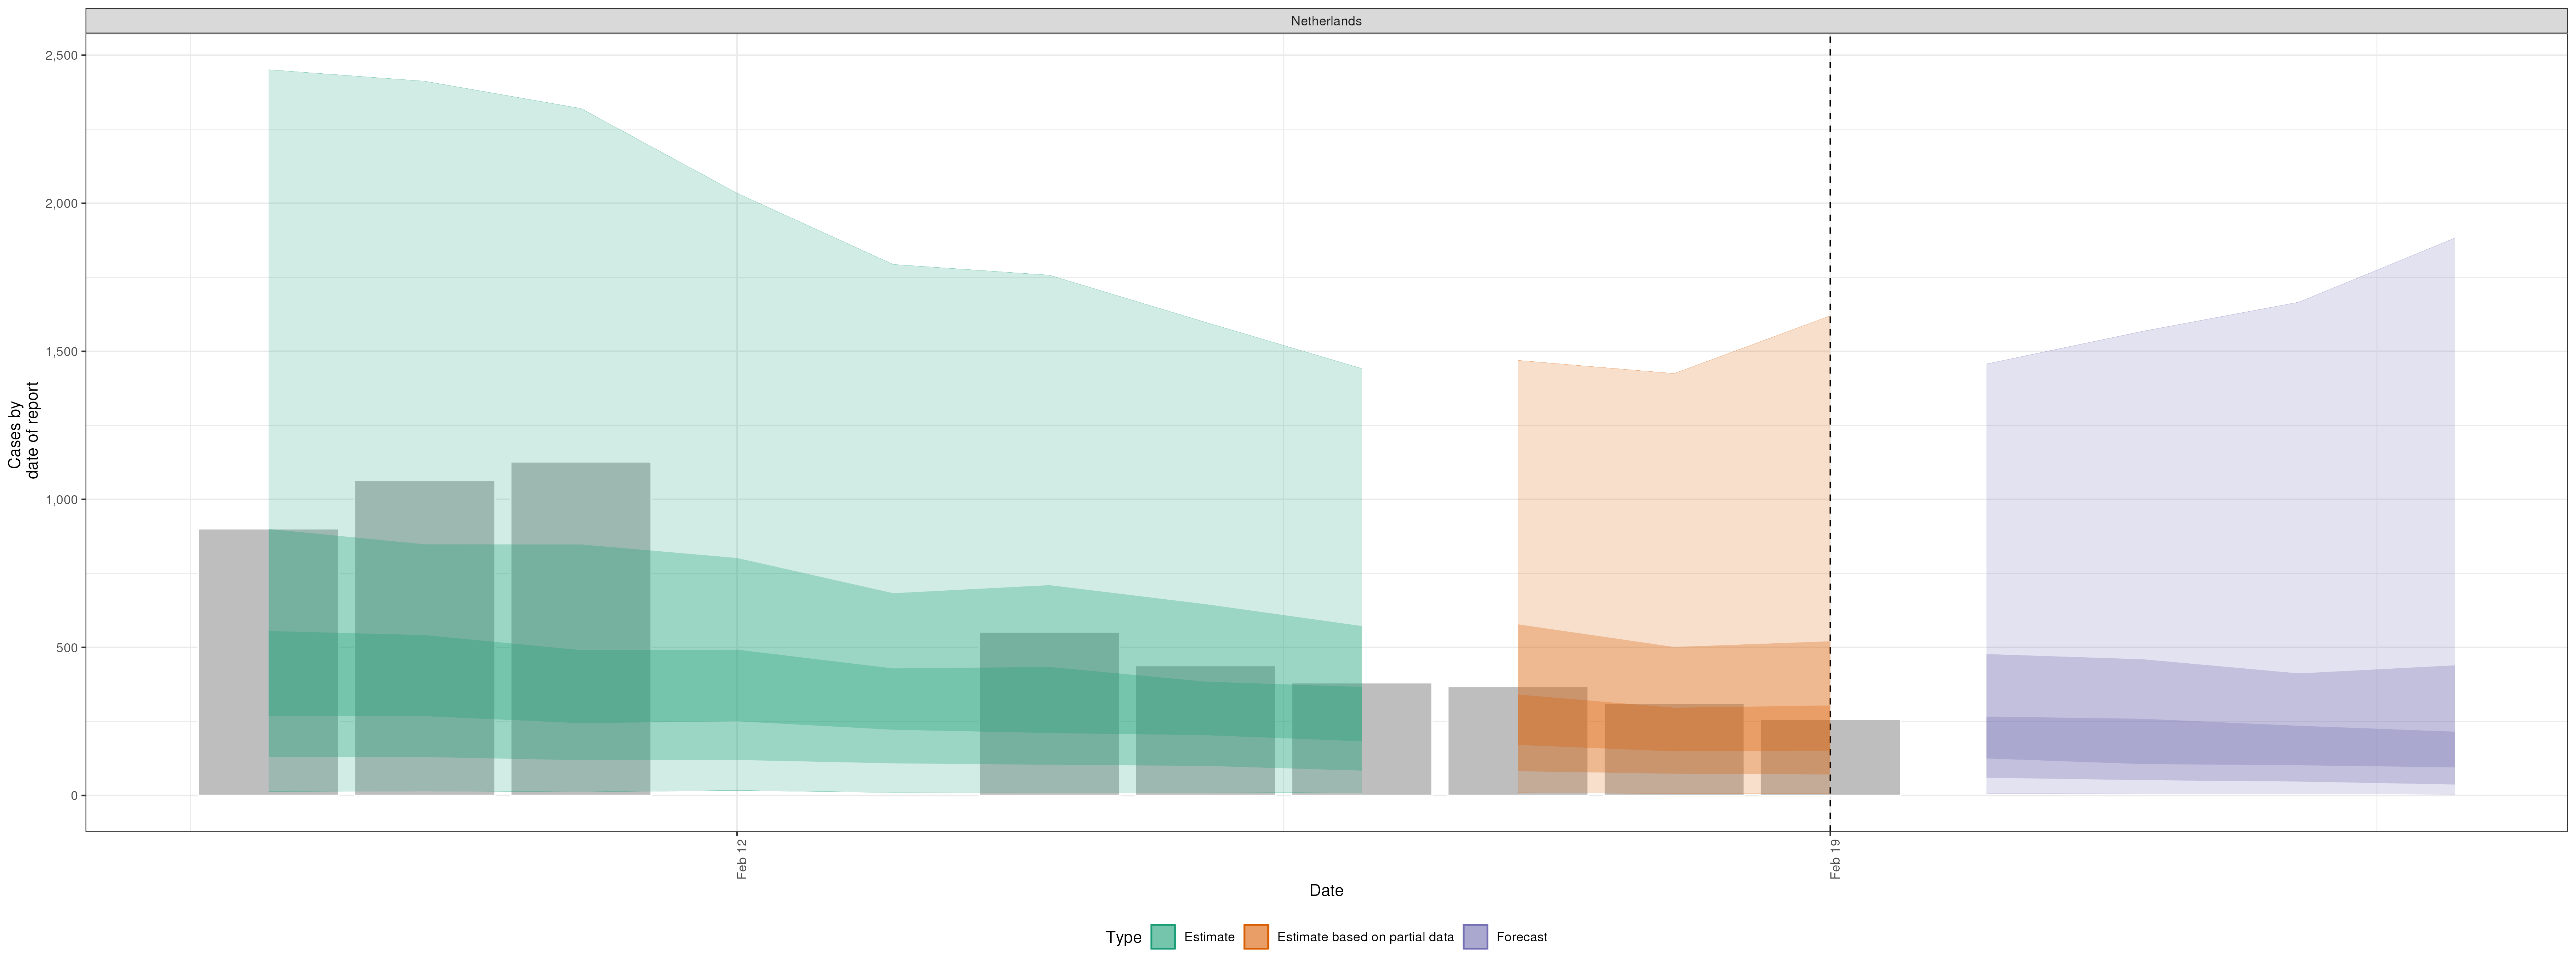 Netherlands
2,500
2,000
1,500
1,000
500
0
Cases by
date of report
Feb 12
Feb 19
Date
Type
Estimate
Estimate based on partial data
Forecast